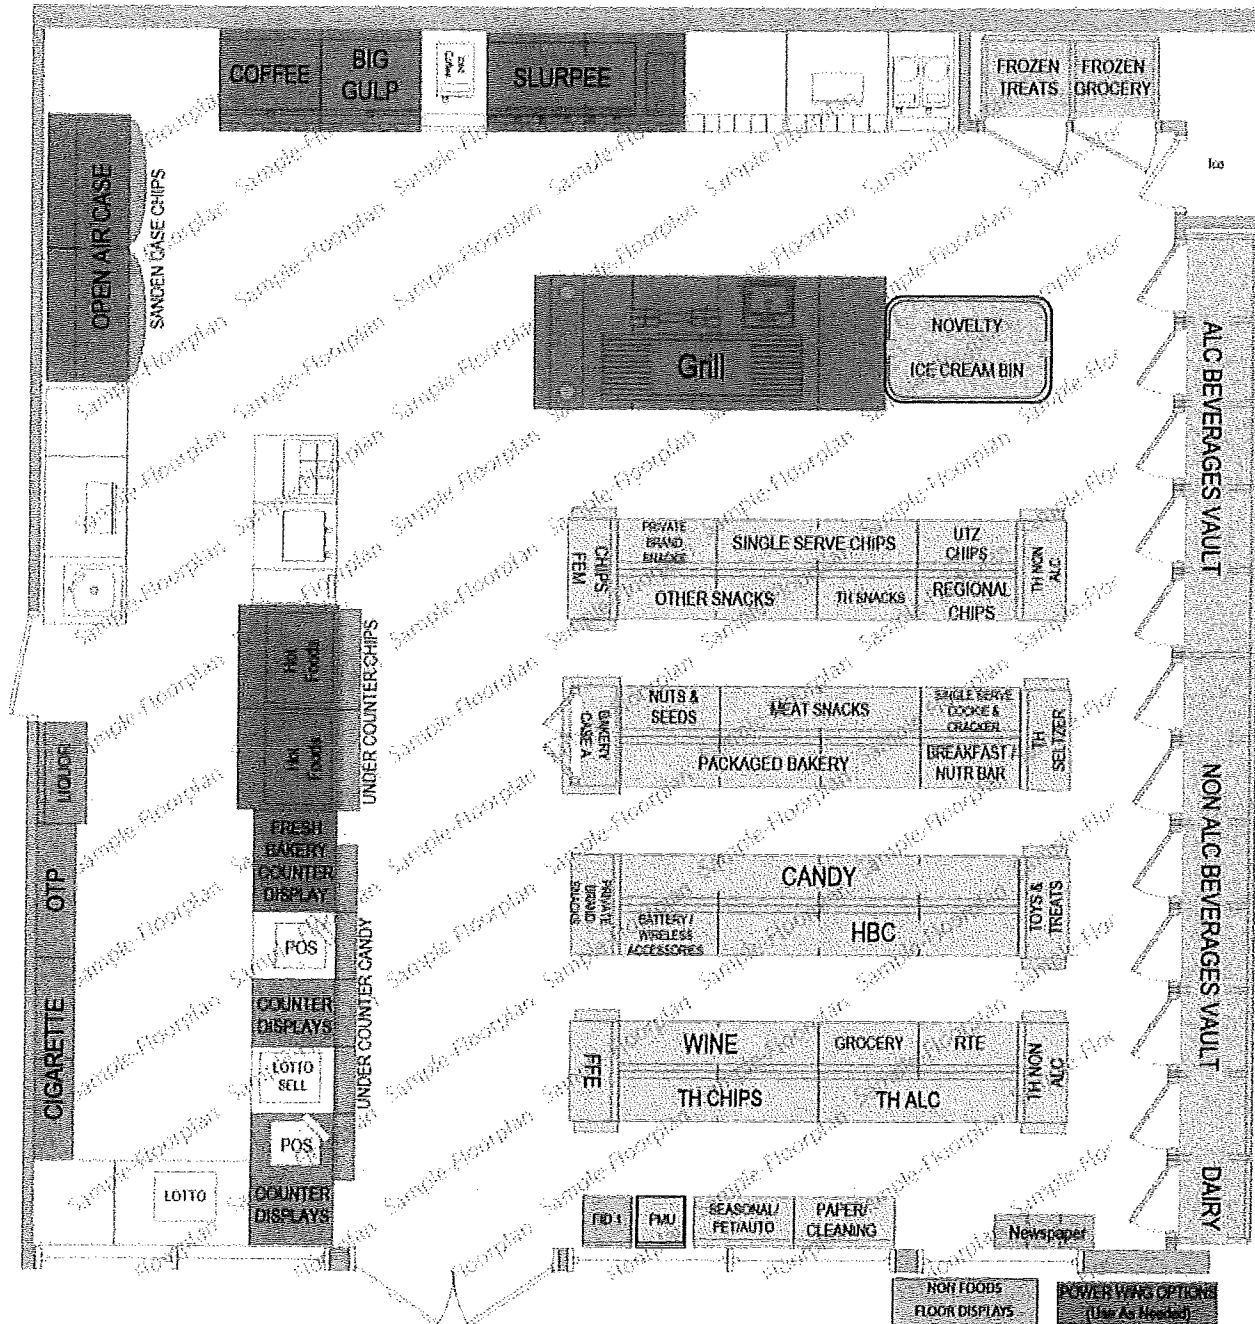 COFFEE
BIG
GULP
SLURPEE
FROZEN
TREATS
FROZEN
GROCERY
Ice
OPEN AIR CASE
SANDEN CASE CHIPS
Grill
NOVELTY
ICE CREAM BIN
ALC BEVERAGES VAULT
CHIPS
FEM
PRIVATE
BRAND
SNACKS
SINGLE SERVE CHIPS
UTZ
CHIPS
OTHER SNACKS
TH SNACKS
REGIONAL
CHIPS
TH NON
ALC
Hot
Foods
Hot
Foods
UNDER COUNTER CHIPS
BAKERY
CASE A
NUTS &
SEEDS
MEAT SNACKS
SINGLE SERVE
COOKIE &
CRACKER
PACKAGED BAKERY
BREAKFAST /
NUTR BAR
TH
SELTZER
NON ALC BEVERAGES VAULT
LIQUOR
OTP
CIGARETTE
FRESH
BAKERY
COUNTER
DISPLAY
POS
COUNTER
DISPLAYS
LOTTO
SELL
POS
COUNTER
DISPLAYS
LOTTO
UNDER COUNTER CANDY
PRIVATE
BRAND
SNACKS
CANDY
BATTERY /
WIRELESS
ACCESSORIES
HBC
TOYS &
TREATS
FFE
WINE
GROCERY
RTE
TH CHIPS
TH ALC
TH NON
ALC
DAIRY
PMU
SEASONAL/
PET/AUTO
PAPER/
CLEANING
Newspaper
NON FOODS
FLOOR DISPLAYS
POWER WING OPTIONS
(Use As Needed)
Sample-Floorplan